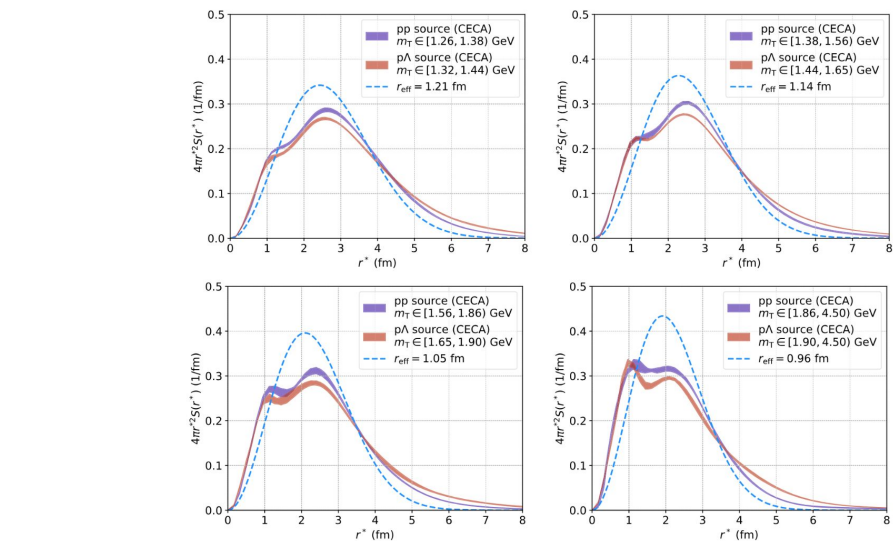 0.5
0.4
0.3
0.2
0.1
0.0
4πr*²S(r*) (1/fm)
pp source (CECA)
m_T ∈ [1.26, 1.38) GeV
pΛ source (CECA)
m_T ∈ [1.32, 1.44) GeV
r_eff = 1.21 fm
0 1 2 3 4 5 6 7 8
r* (fm)
0.5
0.4
0.3
0.2
0.1
0.0
4πr*²S(r*) (1/fm)
pp source (CECA)
m_T ∈ [1.38, 1.56) GeV
pΛ source (CECA)
m_T ∈ [1.44, 1.65) GeV
r_eff = 1.14 fm
0 1 2 3 4 5 6 7 8
r* (fm)
0.5
0.4
0.3
0.2
0.1
0.0
4πr*²S(r*) (1/fm)
pp source (CECA)
m_T ∈ [1.56, 1.86) GeV
pΛ source (CECA)
m_T ∈ [1.65, 1.90) GeV
r_eff = 1.05 fm
0 1 2 3 4 5 6 7 8
r* (fm)
0.5
0.4
0.3
0.2
0.1
0.0
4πr*²S(r*) (1/fm)
pp source (CECA)
m_T ∈ [1.86, 4.50) GeV
pΛ source (CECA)
m_T ∈ [1.90, 4.50) GeV
r_eff = 0.96 fm
0 1 2 3 4 5 6 7 8
r* (fm)